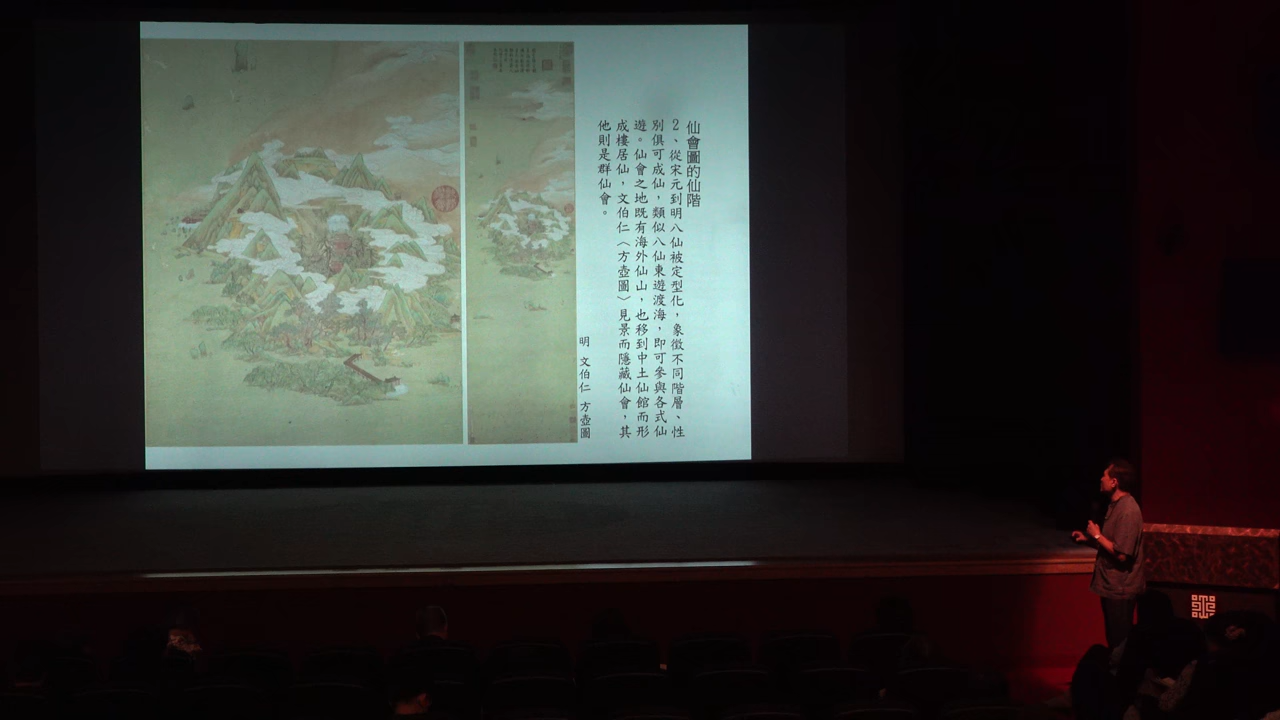 仙會圖的仙階
2、從宋元到明八仙被定型化，象徵不同階層、性
別俱可成仙，類似八仙東遊渡海，即可參與各式仙
遊。仙會之地既有海外仙山，也移到中土仙館而形
成樓居仙，文伯仁〈方壺圖〉見景而隱藏仙會，其
他則是群仙會。
明 文伯仁 方壺圖